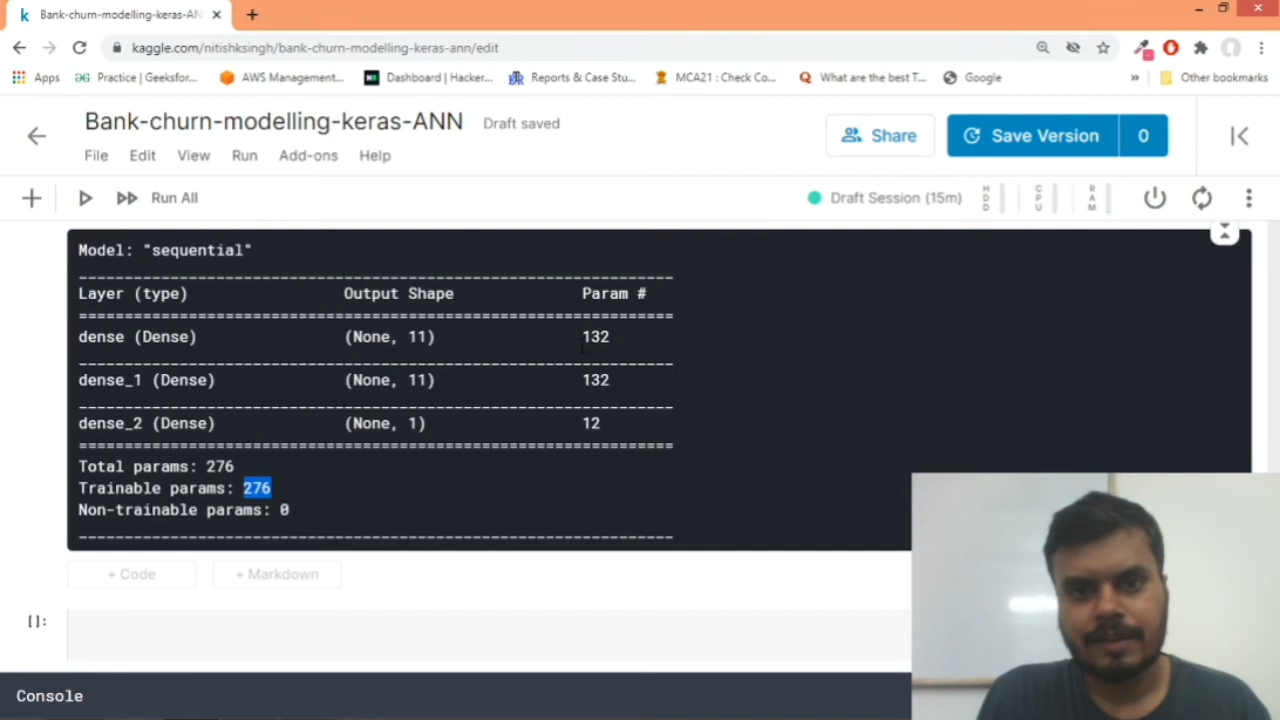 Bank-churn-modelling-keras-AN
kaggle.com/nitishksingh/bank-churn-modelling-keras-ann/edit
Apps Practice | Geeksfor... AWS Management... Dashboard | Hacker... Reports & Case Stu... MCA21 : Check Co... What are the best T... Google » Other bookmarks
Bank-churn-modelling-keras-ANN Draft saved Share Save Version 0
File Edit View Run Add-ons Help
Run All Draft Session (15m) HDD CPU RAM
Model: "sequential"
Layer (type) Output Shape Param #
dense (Dense) (None, 11) 132
dense_1 (Dense) (None, 11) 132
dense_2 (Dense) (None, 1) 12
Total params: 276
Trainable params: 276
Non-trainable params: 0
+ Code + Markdown
[]:
Console